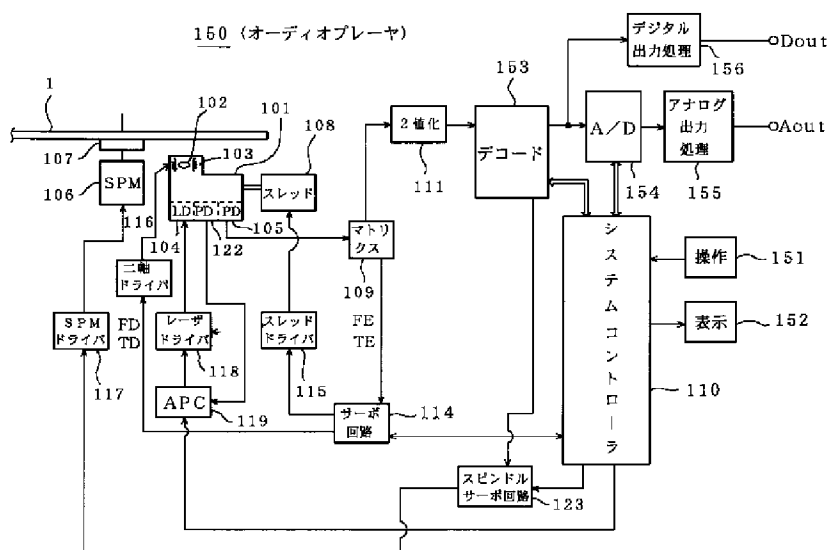 150 (オーディオプレーヤ)
デジタル
出力処理
156
Dout
1
102
101
103
108
153
2値化
111
デコード
A/D
154
アナログ
出力
処理
155
Aout
107
106
SPM
スレッド
LD
PD
PD
116
104
122
105
マトリ
クス
109
二軸
ドライバ
SPM
ドライバ
117
FD
TD
レーザ
ドライバ
118
スレッド
ドライバ
115
FE
TE
システムコントローラ
110
操作
151
表示
152
APC
119
サーボ
回路
114
スピンドル
サーボ回路
123